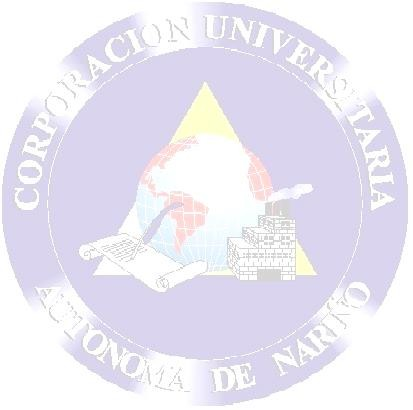 CORPORACION UNIVERSITARIA
AUTONOMA DE NARIÑO